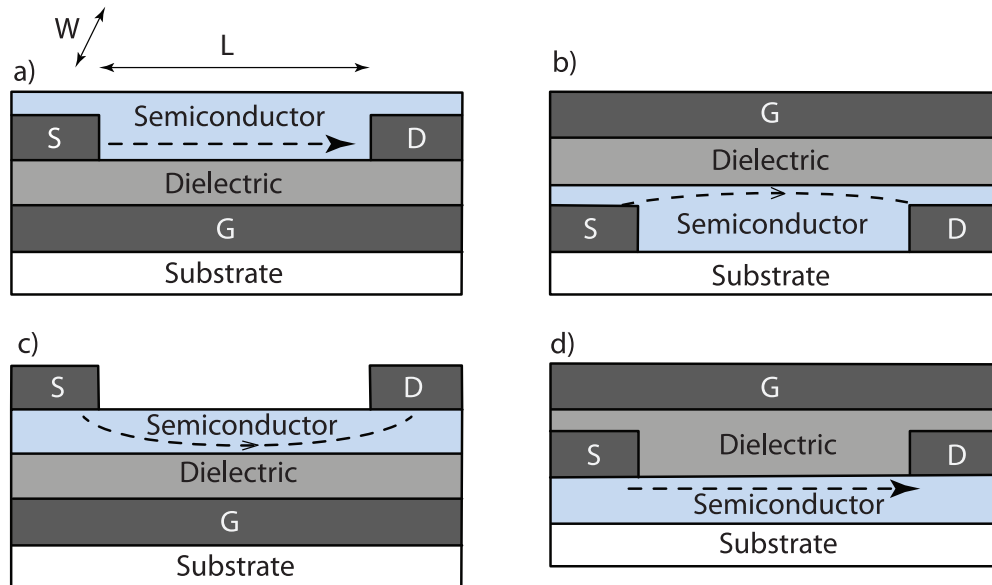 W
L
a)
Semiconductor
S
D
Dielectric
G
Substrate
b)
G
Dielectric
Semiconductor
S
D
Substrate
c)
S
D
Semiconductor
Dielectric
G
Substrate
d)
G
Dielectric
S
D
Semiconductor
Substrate